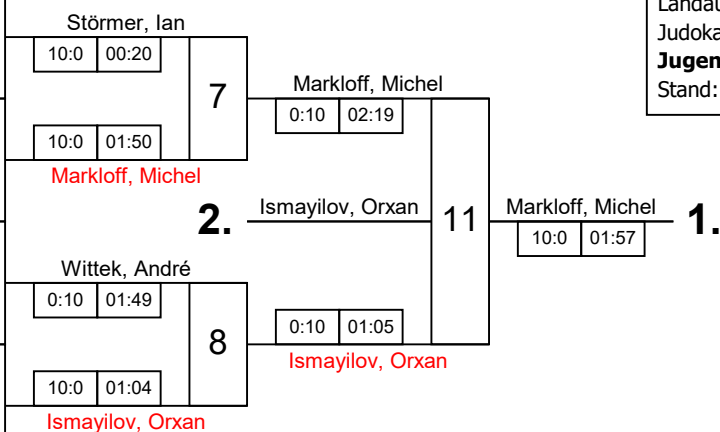 Landau
Judoka
Jugen
Stand:
Störmer, Ian
10:0 00:20
7
Markloff, Michel
0:10 02:19
10:0 01:50
Markloff, Michel
2. Ismayilov, Orxan
11
Markloff, Michel
10:0 01:57
1.
Wittek, André
0:10 01:49
8
0:10 01:05
Ismayilov, Orxan
10:0 01:04
Ismayilov, Orxan